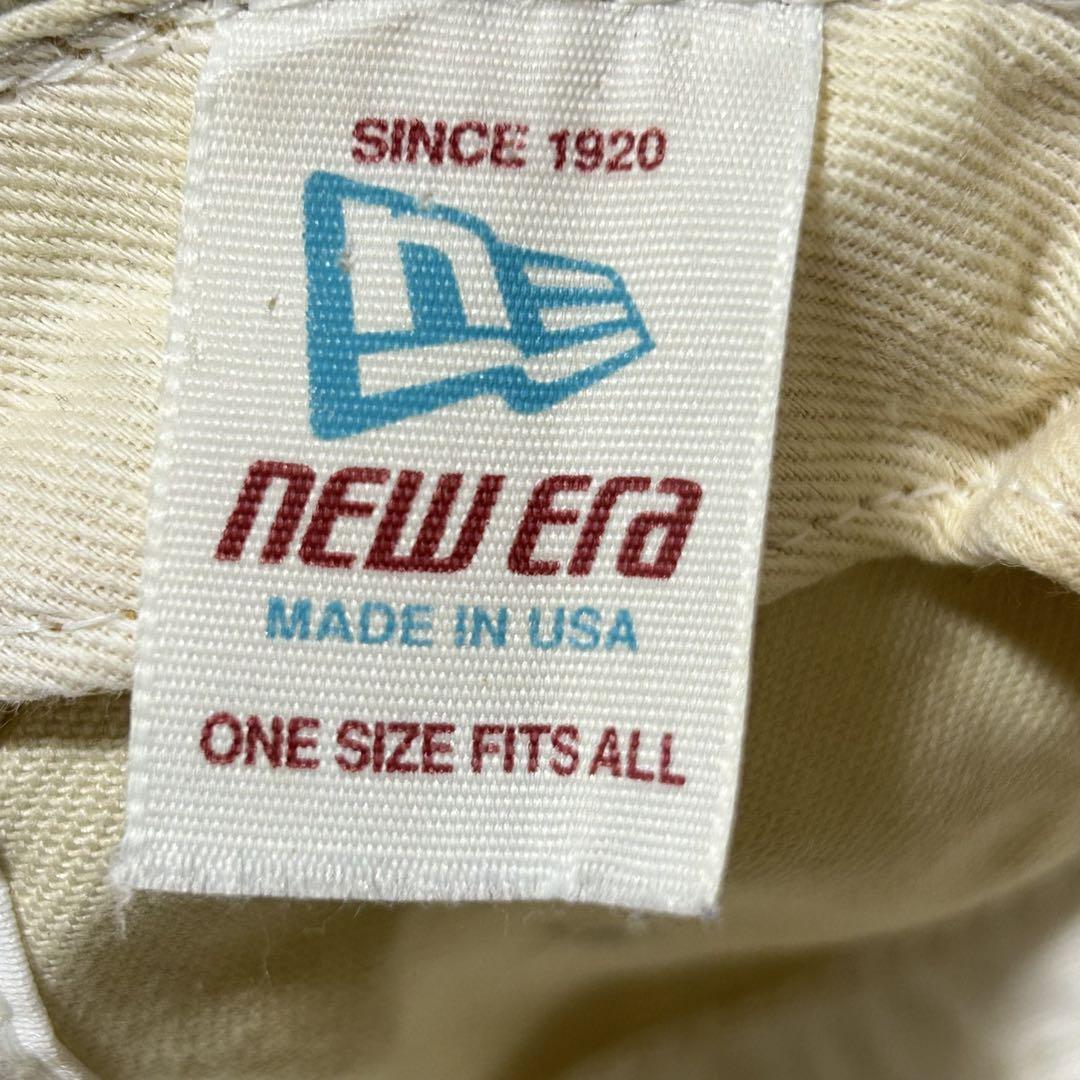 SINCE 1920
NEW ERA
MADE IN USA
ONE SIZE FITS ALL